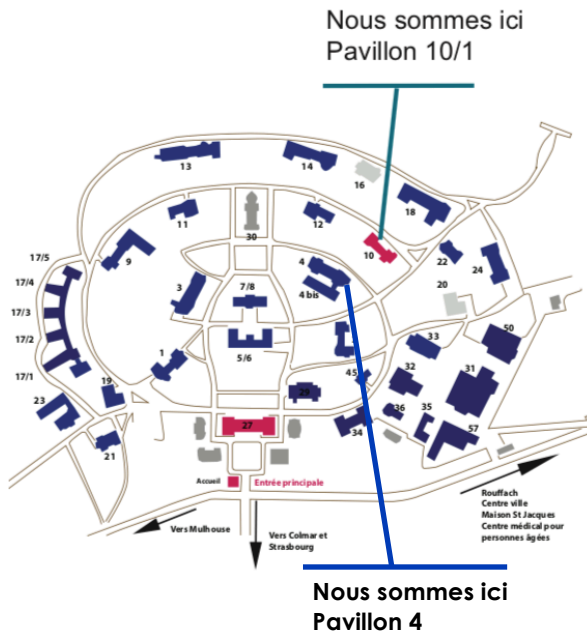 Nous sommes ici
Pavillon 10/1
13
14
16
18
11
12
30
10
17/5
9
4
22
24
17/4
3
7/8
4 bis
20
17/3
50
17/2
5/6
33
1
32
31
17/1
45
19
29
23
36
35
57
27
34
21
Accueil
Entrée principale
Rouffach
Centre ville
Maison St Jacques
Centre médical pour
personnes âgées
Vers Mulhouse
Vers Colmar et
Strasbourg
Nous sommes ici
Pavillon 4